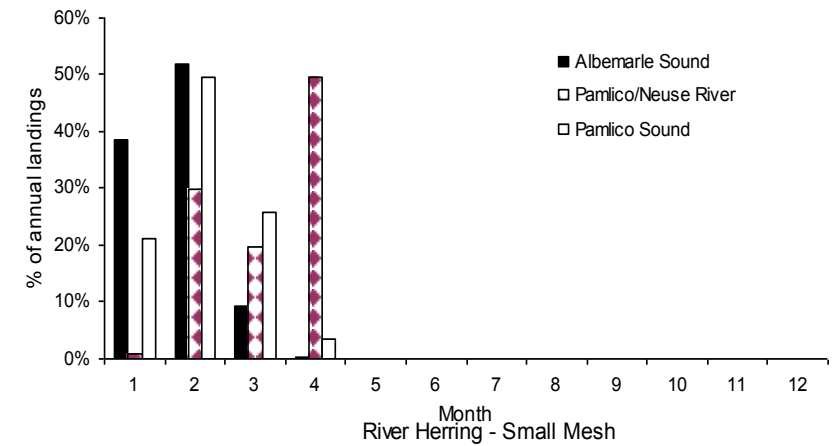 60%
50%
40%
30%
20%
10%
0%
% of annual landings
Albemarle Sound
Pamlico/Neuse River
Pamlico Sound
1 2 3 4 5 6 7 8 9 10 11 12
Month
River Herring - Small Mesh